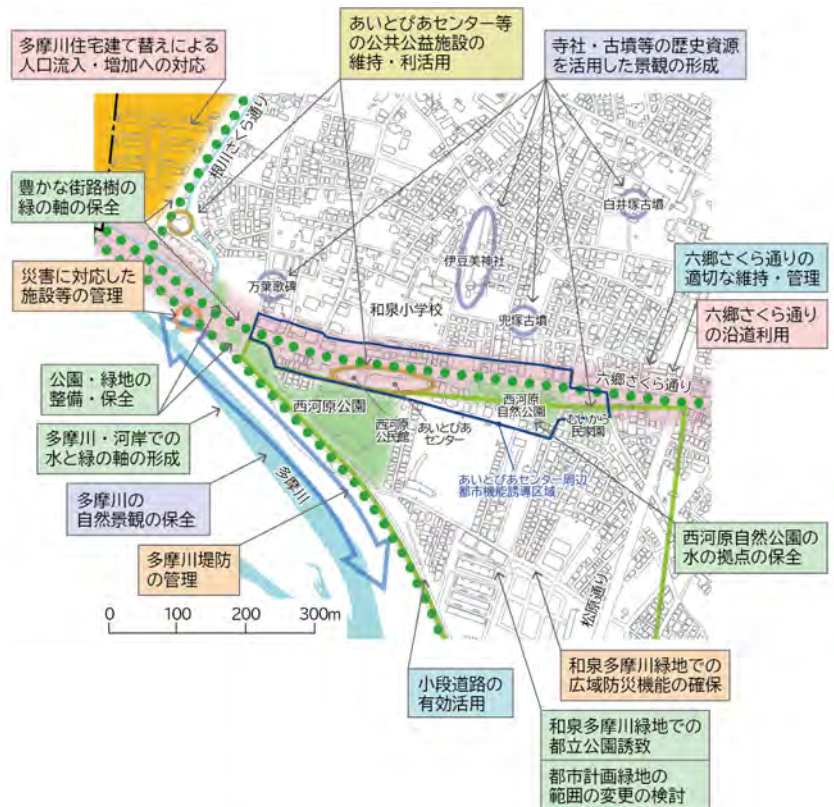 多摩川住宅建て替えによる
人口流入・増加への対応
あいとぴあセンター等
の公共公益施設の
維持・利活用
寺社・古墳等の歴史資源
を活用した景観の形成
根川さくら通り
豊かな街路樹の
緑の軸の保全
白井塚古墳
伊豆美神社
六郷さくら通りの
適切な維持・管理
災害に対応した
施設等の管理
万葉歌碑
和泉小学校
兜塚古墳
六郷さくら通り
の沿道利用
公園・緑地の
整備・保全
六郷さくら通り
西河原公園
西河原
公民館
あいとぴあ
センター
西河原
自然公園
むいから
民家園
多摩川・河岸での
水と緑の軸の形成
あいとぴあセンター周辺
都市機能誘導区域
多摩川
多摩川の
自然景観の保全
西河原自然公園の
水の拠点の保全
多摩川堤防
の管理
松原通り
0 100 200 300m
小段道路の
有効活用
和泉多摩川緑地での
広域防災機能の確保
和泉多摩川緑地での
都立公園誘致
都市計画緑地の
範囲の変更の検討